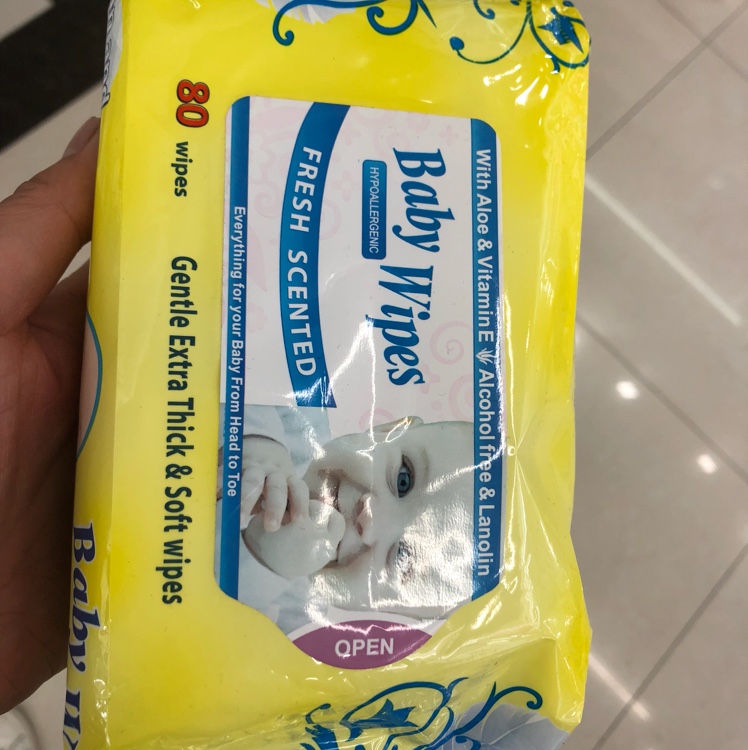 With Aloe & Vitamin E Alcohol free & Lanolin
Baby Wipes
HYPOALLERGENIC
FRESH SCENTED
Everything for your Baby From Head to Toe
OPEN
80 wipes
Gentle Extra Thick & Soft wipes
Baby